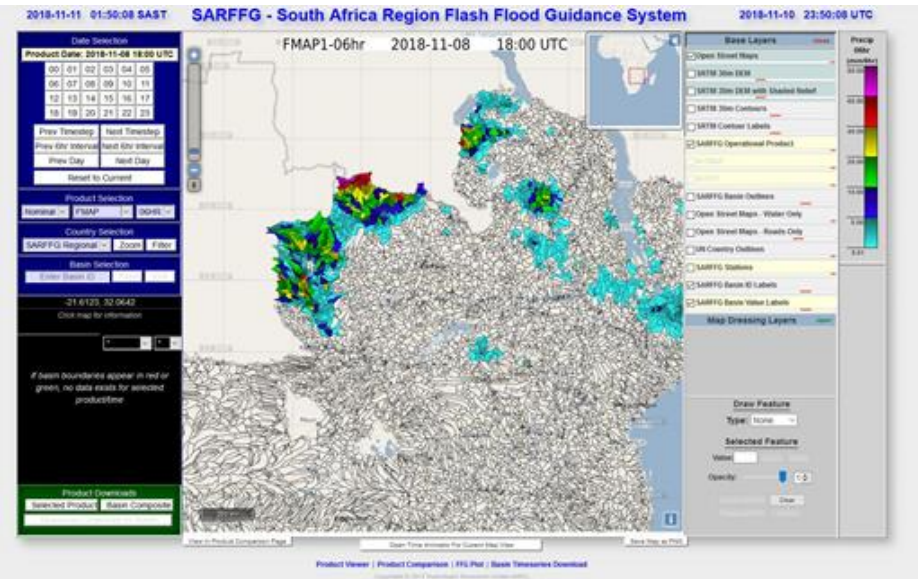 2018-11-11 01:50:08 SAST
SARFFG - South Africa Region Flash Flood Guidance System
2018-11-10 23:50:08 UTC
Date Selection
Product Date: 2018-11-08 18:00 UTC
00 01 02 03 04 05
06 07 08 09 10 11
12 13 14 15 16 17
18 19 20 21 22 23
Prev Timestep Next Timestep
Prev 6hr Interval Next 6hr Interval
Prev Day Next Day
Reset to Current
Product Selection
Nominal FMAP 06HR
Country Selection
SARFFG Regional Zoom Filter
Basin Selection
Enter Basin ID
-21.6123, 32.0642
Click map for information
If basin boundaries appear in red or
green, no data exists for selected
product/time
Product Downloads
Selected Product Basin Composite
FMAP1-06hr 2018-11-08 18:00 UTC
Base Layers
Open Street Maps
SRTM 30m DEM
SRTM 30m DEM with Shaded Relief
SRTM 30m Contours
SRTM Contour Labels
SARFFG Operational Product
SARFFG Basin Outlines
Open Street Maps - Water Only
Open Street Maps - Roads Only
UN Country Outlines
SARFFG Stations
SARFFG Basin ID Labels
SARFFG Basin Value Labels
Map Dressing Layers
Draw Feature
Type: None
Selected Feature
Value:
Opacity:
Clear
Precip
06hr
(mm/6hr)
View in Product Comparison Page
Open Time Animator For Current Map View
Save Map as PNG
Product Viewer | Product Comparison | FFG Plot | Basin Timeseries Download